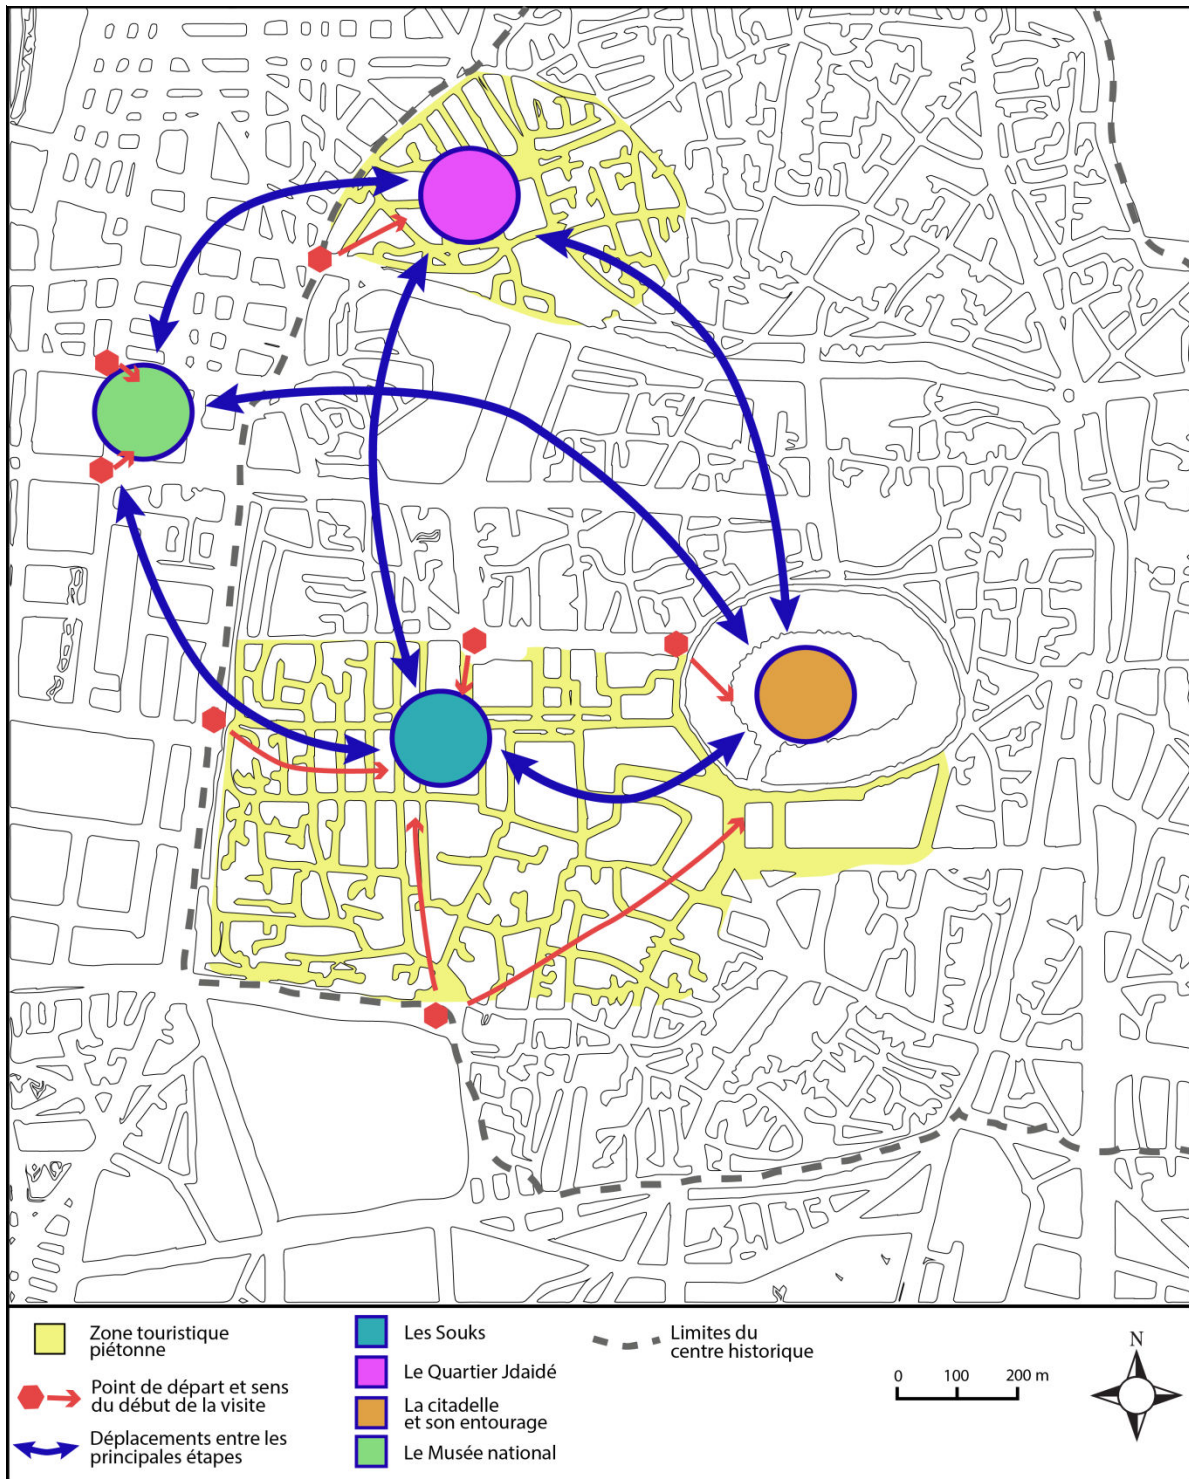 Zone touristique
piétonne
Point de départ et sens
du début de la visite
Déplacements entre les
principales étapes
Les Souks
Le Quartier Jdaidé
La citadelle
et son entourage
Le Musée national
Limites du
centre historique
0 100 200 m
N